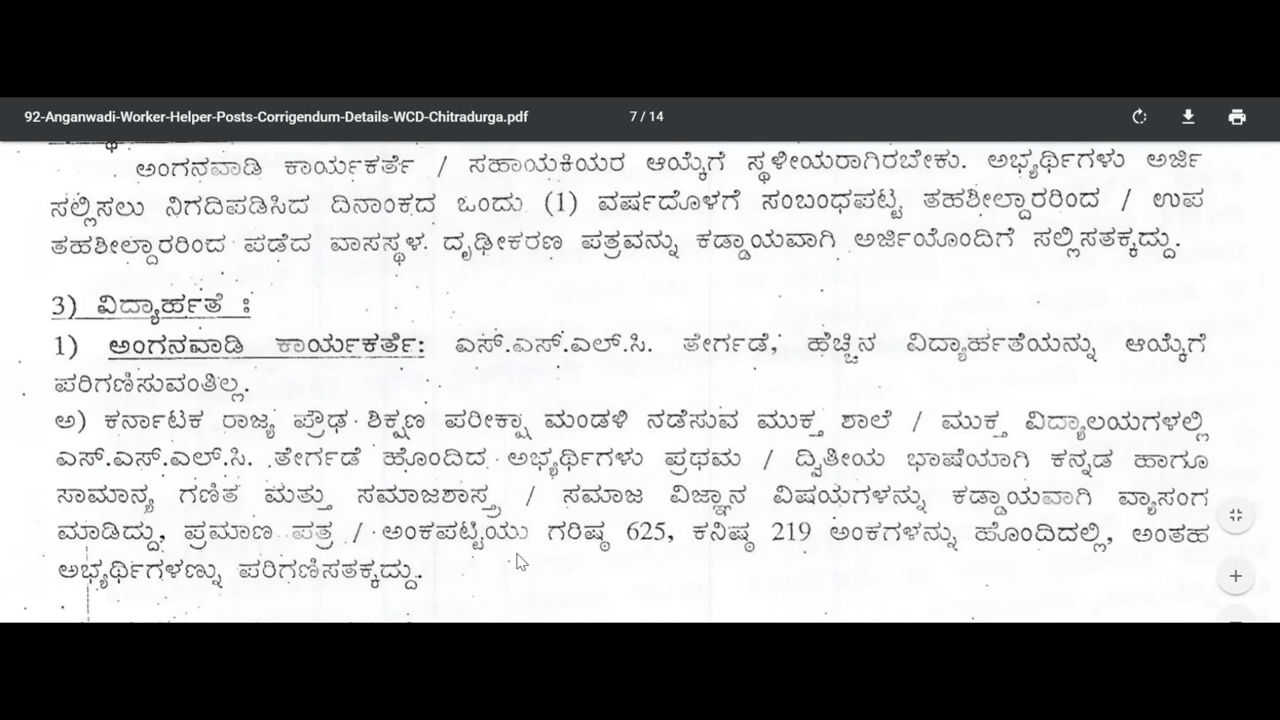 92-Anganwadi-Worker-Helper-Posts-Corrigendum-Details-WCD-Chitradurga.pdf 7 / 14
ಅಂಗನವಾಡಿ ಕಾರ್ಯಕರ್ತೆ / ಸಹಾಯಕಿಯರ ಆಯ್ಕೆಗೆ ಸ್ಥಳೀಯರಾಗಿರಬೇಕು. ಅಭ್ಯರ್ಥಿಗಳು ಅರ್ಜಿ
ಸಲ್ಲಿಸಲು ನಿಗದಿಪಡಿಸಿದ ದಿನಾಂಕದ ಒಂದು (1) ವರ್ಷದೊಳಗೆ ಸಂಬಂಧಪಟ್ಟ ತಹಶೀಲ್ದಾರರಿಂದ / ಉಪ
ತಹಶೀಲ್ದಾರರಿಂದ ಪಡೆದ ವಾಸಸ್ಥಳ ದೃಢೀಕರಣ ಪತ್ರವನ್ನು ಕಡ್ಡಾಯವಾಗಿ ಅರ್ಜಿಯೊಂದಿಗೆ ಸಲ್ಲಿಸತಕ್ಕದ್ದು.
3) ವಿದ್ಯಾರ್ಹತೆ :
1) ಅಂಗನವಾಡಿ ಕಾರ್ಯಕರ್ತೆ: ಎಸ್.ಎಸ್.ಎಲ್.ಸಿ. ತೇರ್ಗಡೆ, ಹೆಚ್ಚಿನ ವಿದ್ಯಾರ್ಹತೆಯನ್ನು ಆಯ್ಕೆಗೆ
ಪರಿಗಣಿಸುವಂತಿಲ್ಲ.
ಅ) ಕರ್ನಾಟಕ ರಾಜ್ಯ ಪ್ರೌಢ ಶಿಕ್ಷಣ ಪರೀಕ್ಷಾ ಮಂಡಳಿ ನಡೆಸುವ ಮುಕ್ತ ಶಾಲೆ / ಮುಕ್ತ ವಿದ್ಯಾಲಯಗಳಲ್ಲಿ
ಎಸ್.ಎಸ್.ಎಲ್.ಸಿ. ತೇರ್ಗಡೆ ಹೊಂದಿದ ಅಭ್ಯರ್ಥಿಗಳು ಪ್ರಥಮ / ದ್ವಿತೀಯ ಭಾಷೆಯಾಗಿ ಕನ್ನಡ ಹಾಗೂ
ಸಾಮಾನ್ಯ ಗಣಿತ ಮತ್ತು ಸಮಾಜಶಾಸ್ತ್ರ / ಸಮಾಜ ವಿಜ್ಞಾನ ವಿಷಯಗಳನ್ನು ಕಡ್ಡಾಯವಾಗಿ ವ್ಯಾಸಂಗ
ಮಾಡಿದ್ದು, ಪ್ರಮಾಣ ಪತ್ರ / ಅಂಕಪಟ್ಟಿಯು ಗರಿಷ್ಠ 625, ಕನಿಷ್ಠ 219 ಅಂಕಗಳನ್ನು ಹೊಂದಿದಲ್ಲಿ, ಅಂತಹ
ಅಭ್ಯರ್ಥಿಗಳಣ್ನು ಪರಿಗಣಿಸತಕ್ಕದ್ದು.